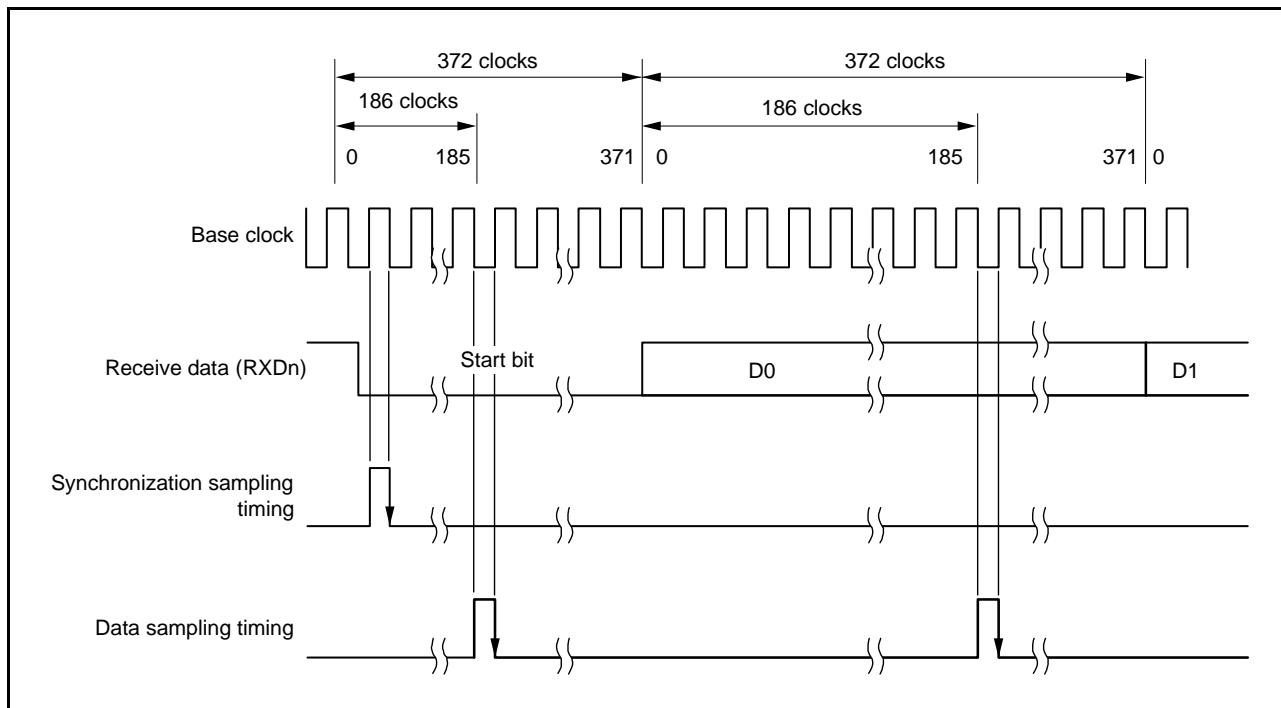 372 clocks 372 clocks
186 clocks 186 clocks
0 185 371 0 185 371 0
Base clock
Start bit
Receive data (RXDn) D0 D1
Synchronization sampling
timing
Data sampling timing